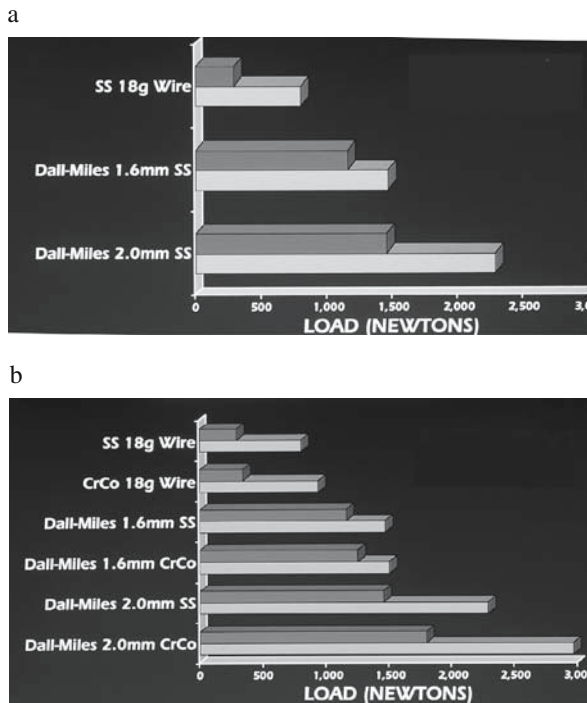 a
SS 18g Wire
Dall-Miles 1.6mm SS
Dall-Miles 2.0mm SS
0 500 1,000 1,500 2,000 2,500 3,0
LOAD (NEWTONS)
b
SS 18g Wire
CrCo 18g Wire
Dall-Miles 1.6mm SS
Dall-Miles 1.6mm CrCo
Dall-Miles 2.0mm SS
Dall-Miles 2.0mm CrCo
0 500 1,000 1,500 2,000 2,500 3,00
LOAD (NEWTONS)